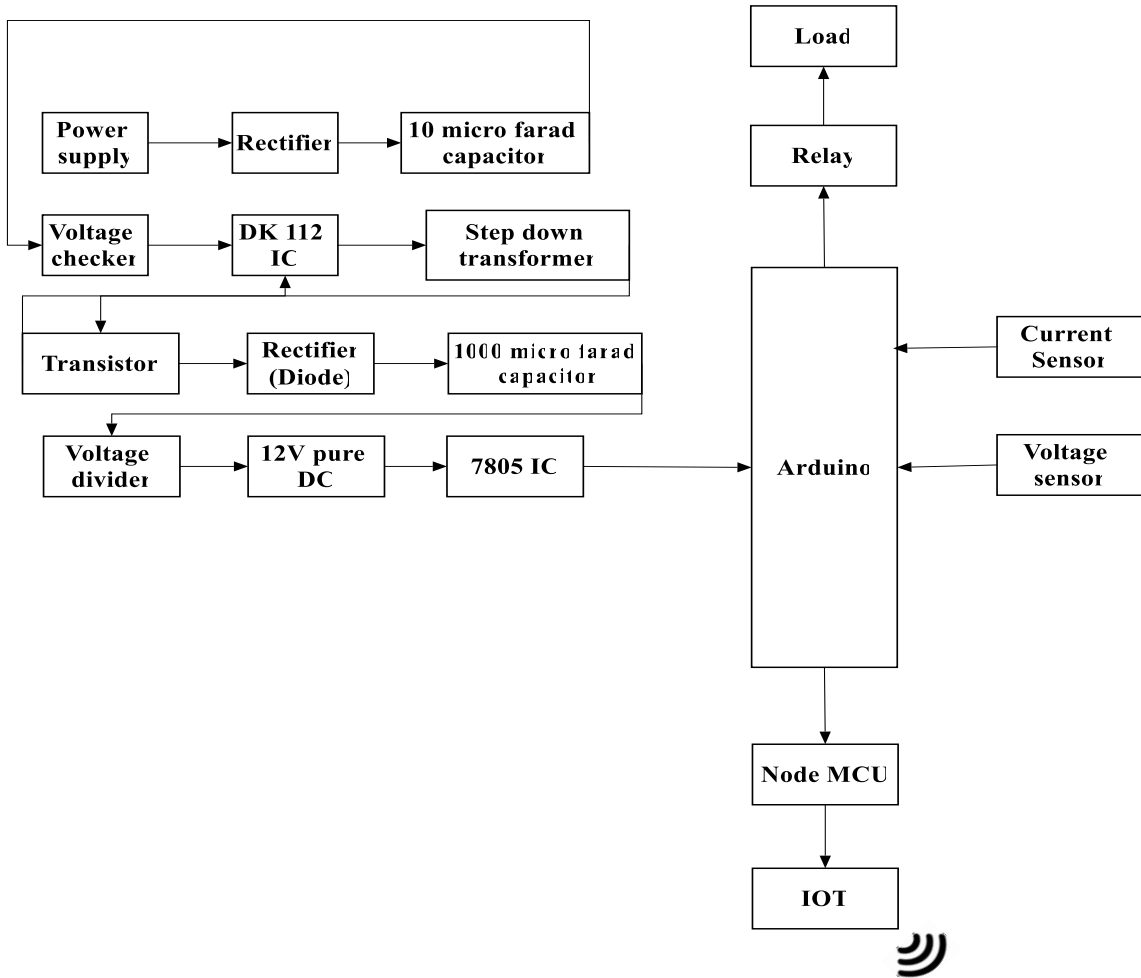 Load
Power
supply
Rectifier
10 micro farad
capacitor
Relay
Voltage
checker
DK 112
IC
Step down
transformer
Transistor
Rectifier
(Diode)
1000 micro farad
capacitor
Current
Sensor
Voltage
divider
12V pure
DC
7805 IC
Arduino
Voltage
sensor
Node MCU
IOT